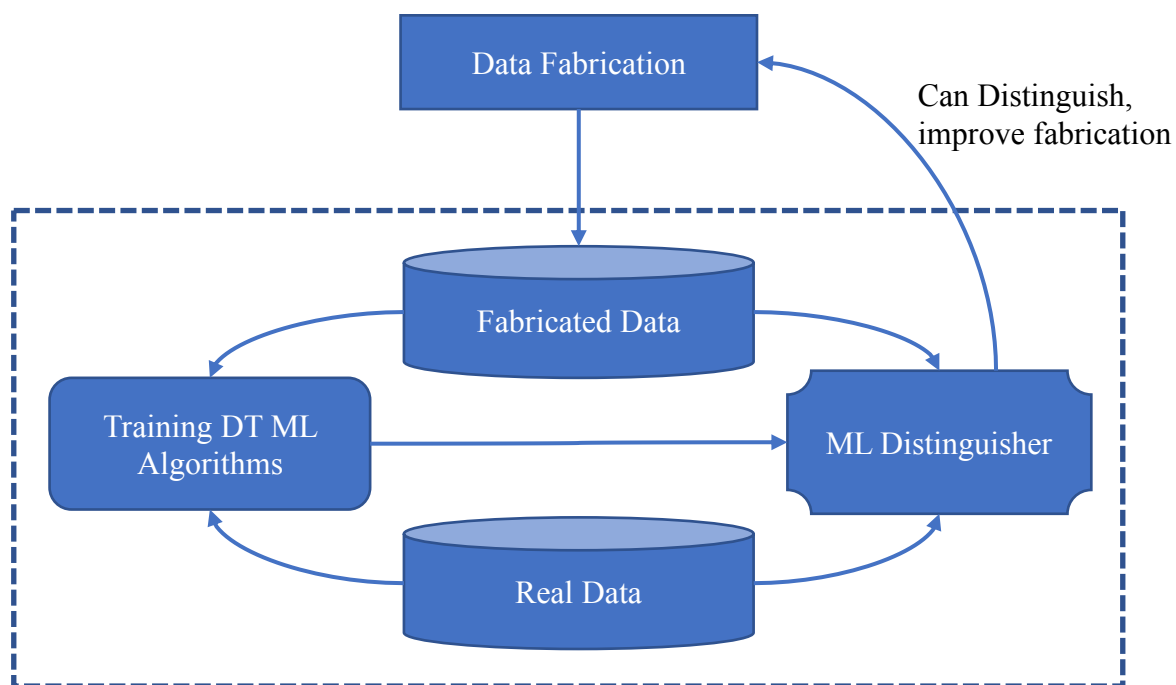 Data Fabrication
Can Distinguish,
improve fabrication
Fabricated Data
Training DT ML
Algorithms
ML Distinguisher
Real Data